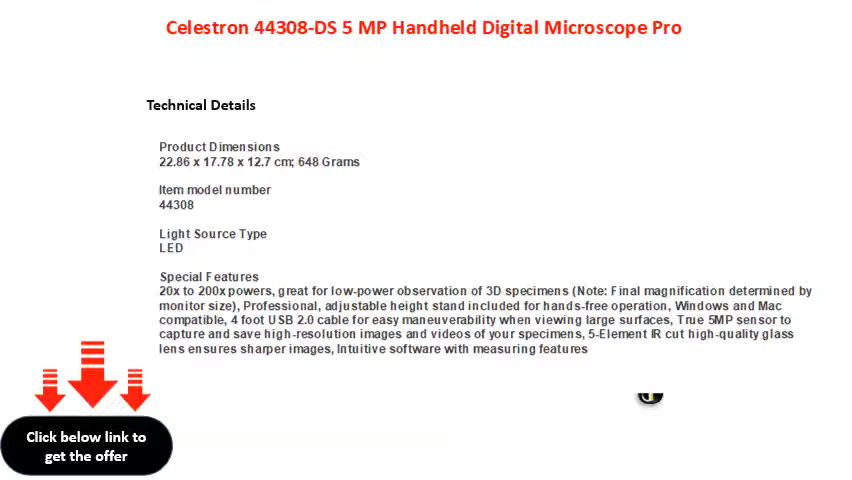 Celestron 44308-DS 5 MP Handheld Digital Microscope Pro
Technical Details
Product Dimensions
22.86 x 17.78 x 12.7 cm; 648 Grams
Item model number
44308
Light Source Type
LED
Special Features
20x to 200x powers, great for low-power observation of 3D specimens (Note: Final magnification determined by
monitor size), Professional, adjustable height stand included for hands-free operation, Windows and Mac
compatible, 4 foot USB 2.0 cable for easy maneuverability when viewing large surfaces, True 5MP sensor to
capture and save high-resolution images and videos of your specimens, 5-Element IR cut high-quality glass
lens ensures sharper images, Intuitive software with measuring features
Click below link to
get the offer